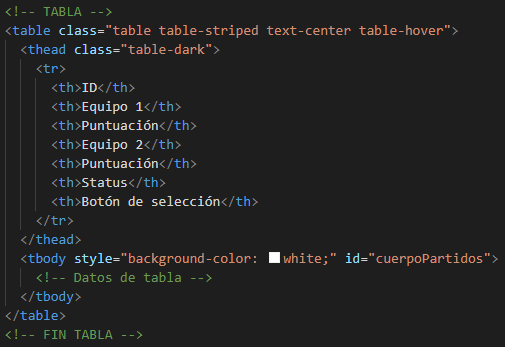 <!-- TABLA -->
<table class="table table-striped text-center table-hover">
<thead class="table-dark">
<tr>
<th>ID</th>
<th>Equipo 1</th>
<th>Puntuación</th>
<th>Equipo 2</th>
<th>Puntuación</th>
<th>Status</th>
<th>Botón de selección</th>
</tr>
</thead>
<tbody style="background-color: white;" id="cuerpoPartidos">
<!-- Datos de tabla -->
</tbody>
</table>
<!-- FIN TABLA -->